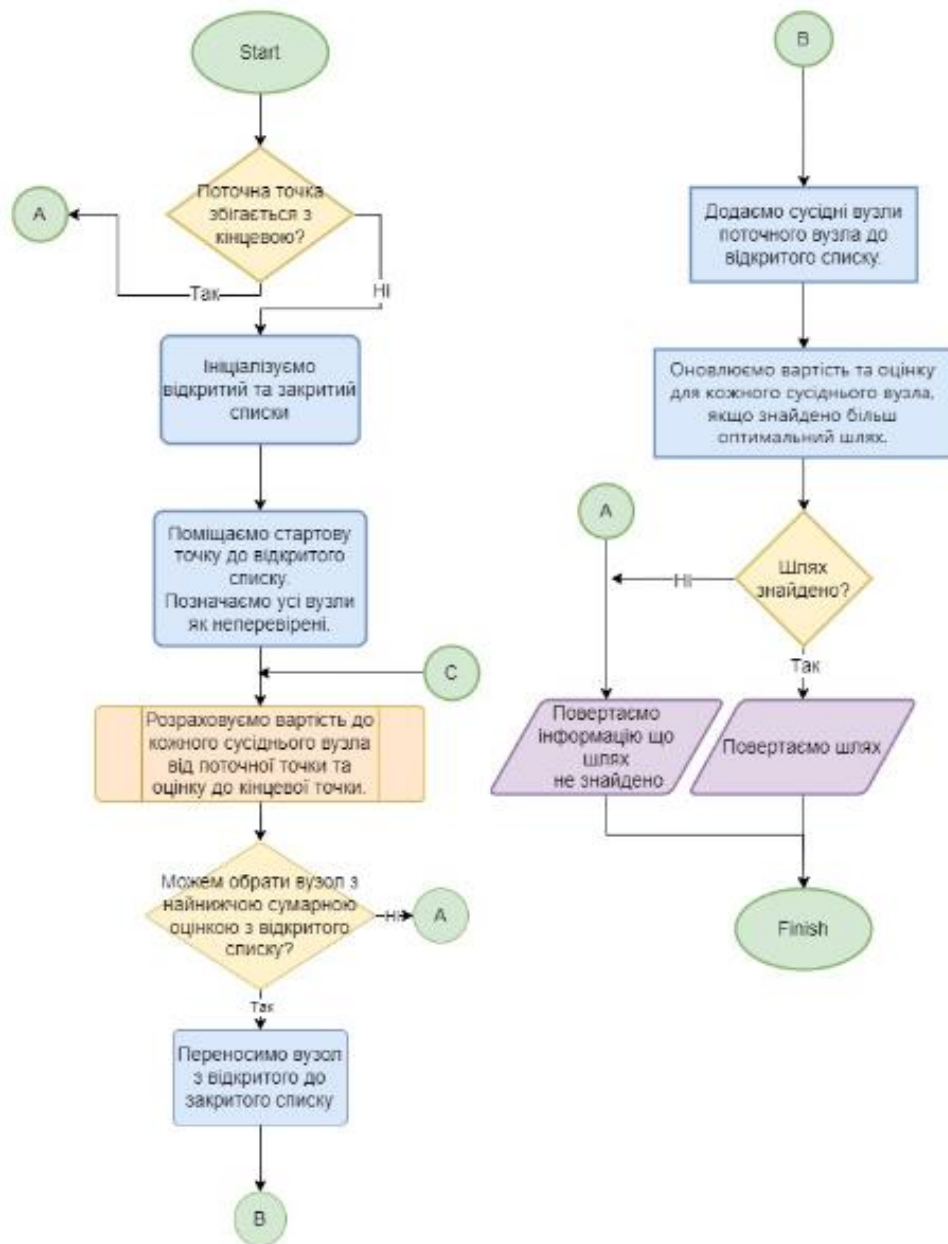 Start
Поточна точка
збігається з
кінцевою?
A
Так
НІ
Ініціалізуємо
відкритий та закритий
списки
Поміщаємо стартову
точку до відкритого
списку.
Позначаємо усі вузли
як неперевірені.
C
Розраховуємо вартість до
кожного сусіднього вузла
від поточної точки та
оцінку до кінцевої точки.
Можем обрати вузол з
найнижчою сумарною
оцінкою з відкритого
списку?
НІ
A
Так
Переносимо вузол
з відкритого до
закритого списку
B
B
Додаємо сусідні вузли
поточного вузла до
відкритого списку.
Оновлюємо вартість та оцінку
для кожного сусіднього вузла,
якщо знайдено більш
оптимальний шлях.
A
Шлях
знайдено?
НІ
Так
Повертаємо
інформацію що
шлях
не знайдено
Повертаємо шлях
Finish